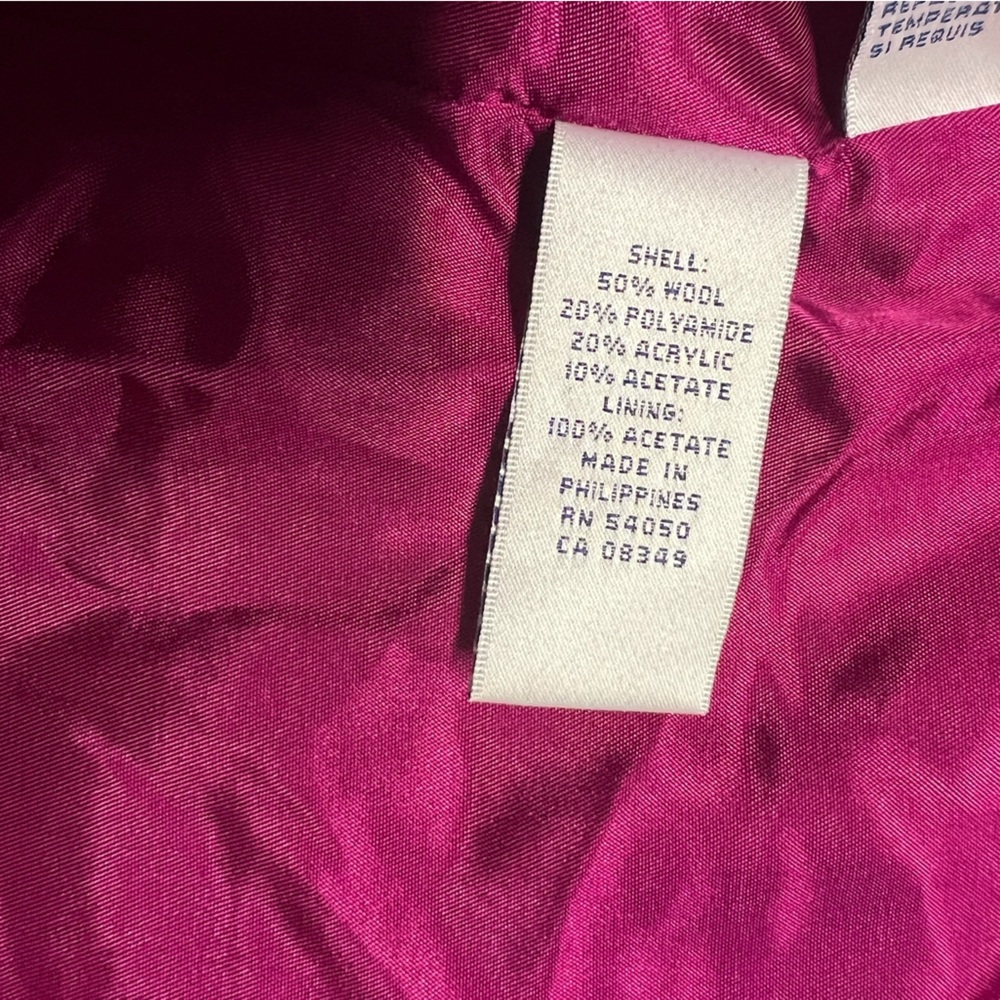 TEMPERAT
SI REQUIS
SHELL:
50% WOOL
20% POLYAMIDE
20% ACRYLIC
10% ACETATE
LINING:
100% ACETATE
MADE IN
PHILIPPINES
RN 54050
CA 08349